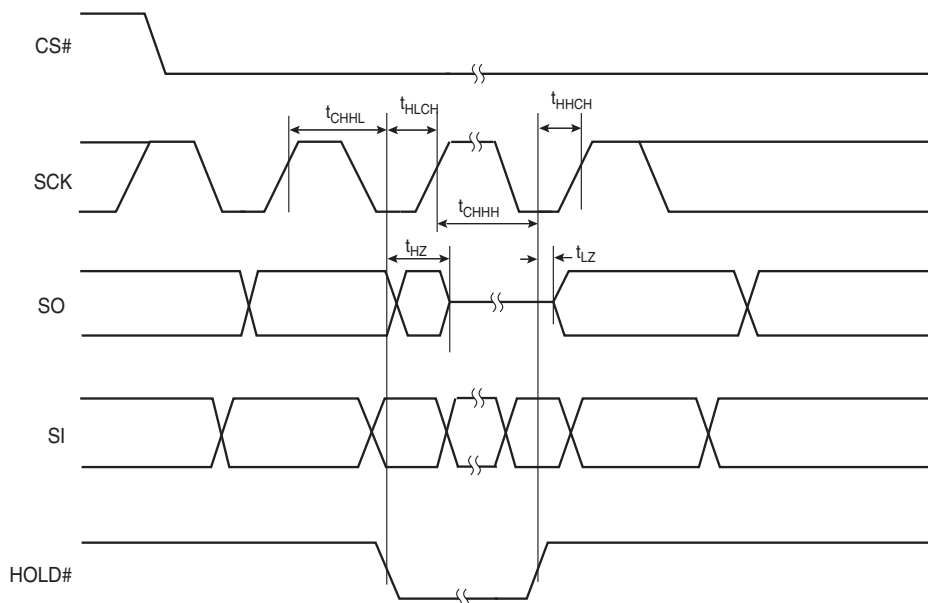 CS#
tHLCH
tHHCH
tCHHL
SCK
tCHHH
tHZ
tLZ
SO
SI
HOLD#